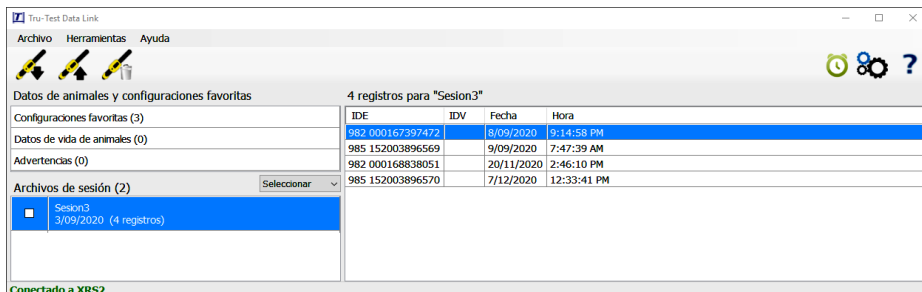 Tru-Test Data Link
Archivo Herramientas Ayuda
Datos de animales y configuraciones favoritas
Configuraciones favoritas (3)
Datos de vida de animales (0)
Advertencias (0)
Archivos de sesión (2) Seleccionar
Sesion3
3/09/2020 (4 registros)
4 registros para "Sesion3"
IDE IDV Fecha Hora
982 000167397472 8/09/2020 9:14:58 PM
985 152003896569 9/09/2020 7:47:39 AM
982 000168838051 20/11/2020 2:46:10 PM
985 152003896570 7/12/2020 12:33:41 PM
Conectado a XRS2